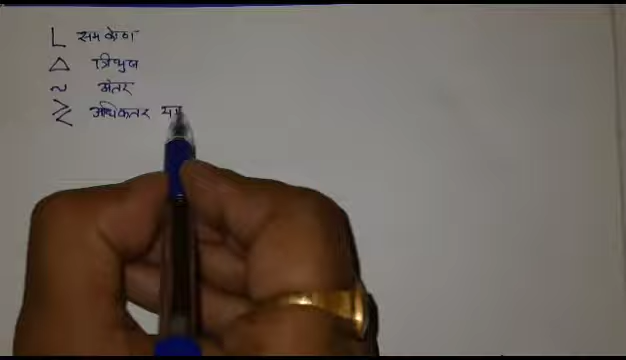 ∟ समकोण
△ त्रिभुज
~ अंतर
≷ अधिकतर या